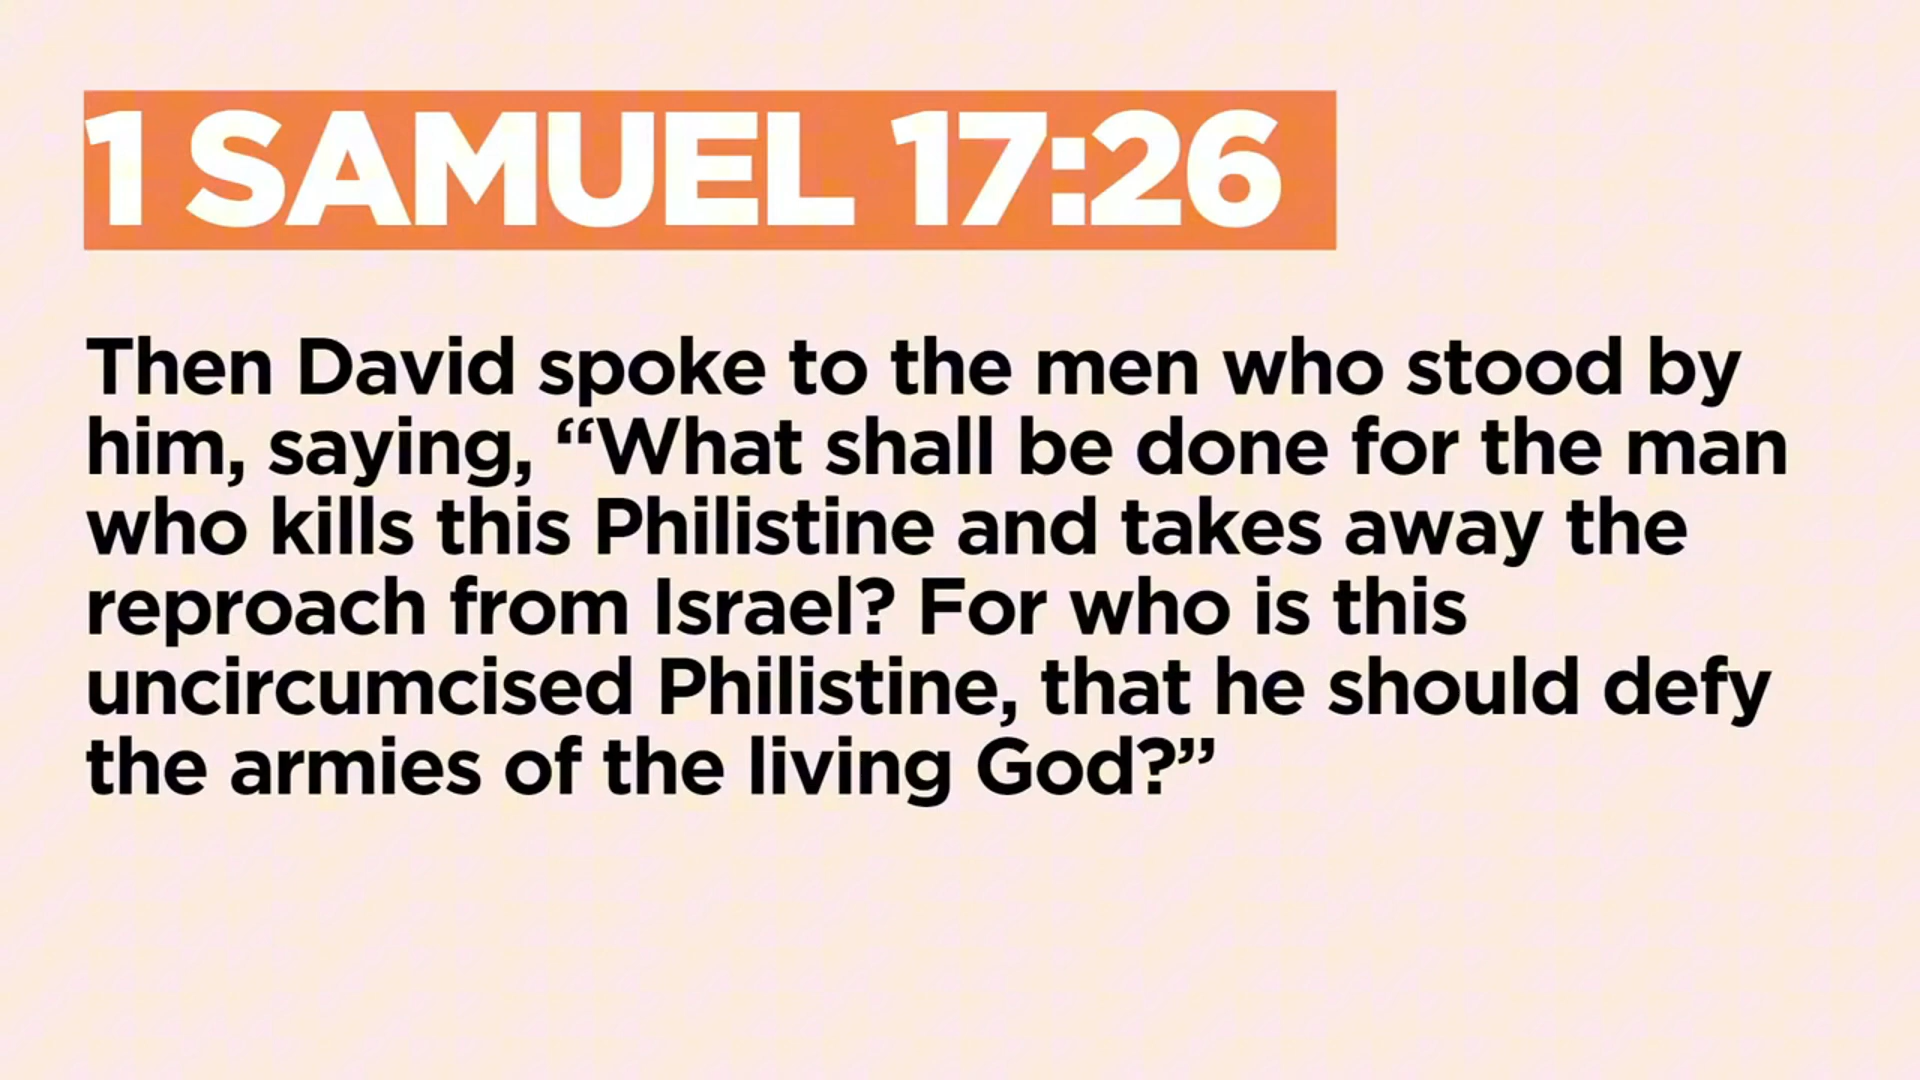 1 SAMUEL 17:26
Then David spoke to the men who stood by
him, saying, “What shall be done for the man
who kills this Philistine and takes away the
reproach from Israel? For who is this
uncircumcised Philistine, that he should defy
the armies of the living God?”